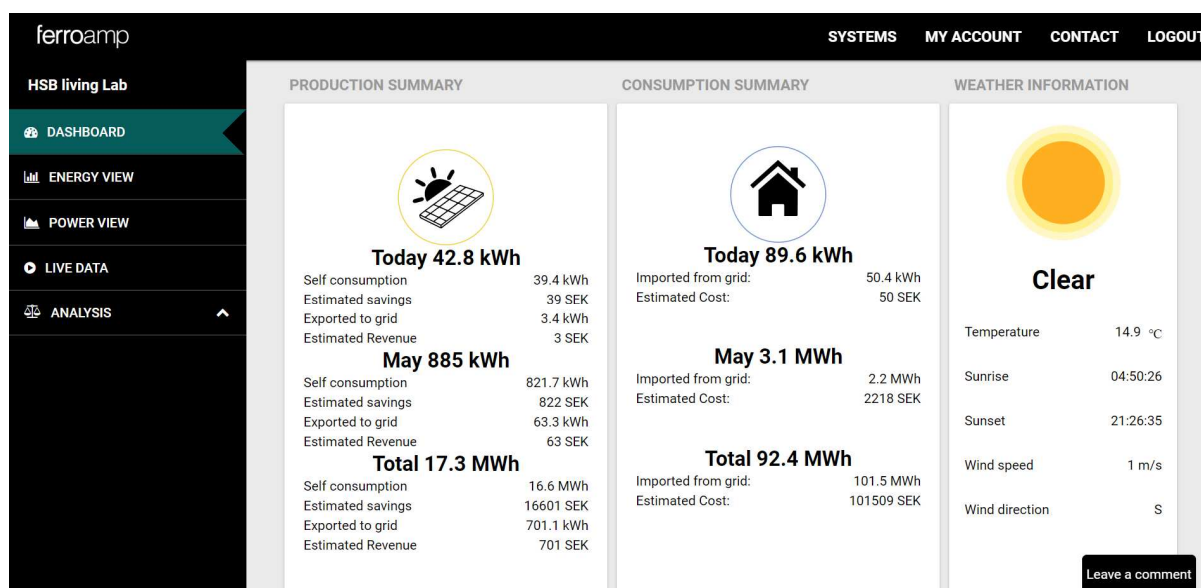 ferroamp
SYSTEMS MY ACCOUNT CONTACT LOGOUT
HSB living Lab
DASHBOARD
ENERGY VIEW
POWER VIEW
LIVE DATA
ANALYSIS
PRODUCTION SUMMARY
Today 42.8 kWh
Self consumption 39.4 kWh
Estimated savings 39 SEK
Exported to grid 3.4 kWh
Estimated Revenue 3 SEK
May 885 kWh
Self consumption 821.7 kWh
Estimated savings 822 SEK
Exported to grid 63.3 kWh
Estimated Revenue 63 SEK
Total 17.3 MWh
Self consumption 16.6 MWh
Estimated savings 16601 SEK
Exported to grid 701.1 kWh
Estimated Revenue 701 SEK
CONSUMPTION SUMMARY
Today 89.6 kWh
Imported from grid: 50.4 kWh
Estimated Cost: 50 SEK
May 3.1 MWh
Imported from grid: 2.2 MWh
Estimated Cost: 2218 SEK
Total 92.4 MWh
Imported from grid: 101.5 MWh
Estimated Cost: 101509 SEK
WEATHER INFORMATION
Clear
Temperature 14.9 °C
Sunrise 04:50:26
Sunset 21:26:35
Wind speed 1 m/s
Wind direction S
Leave a comment